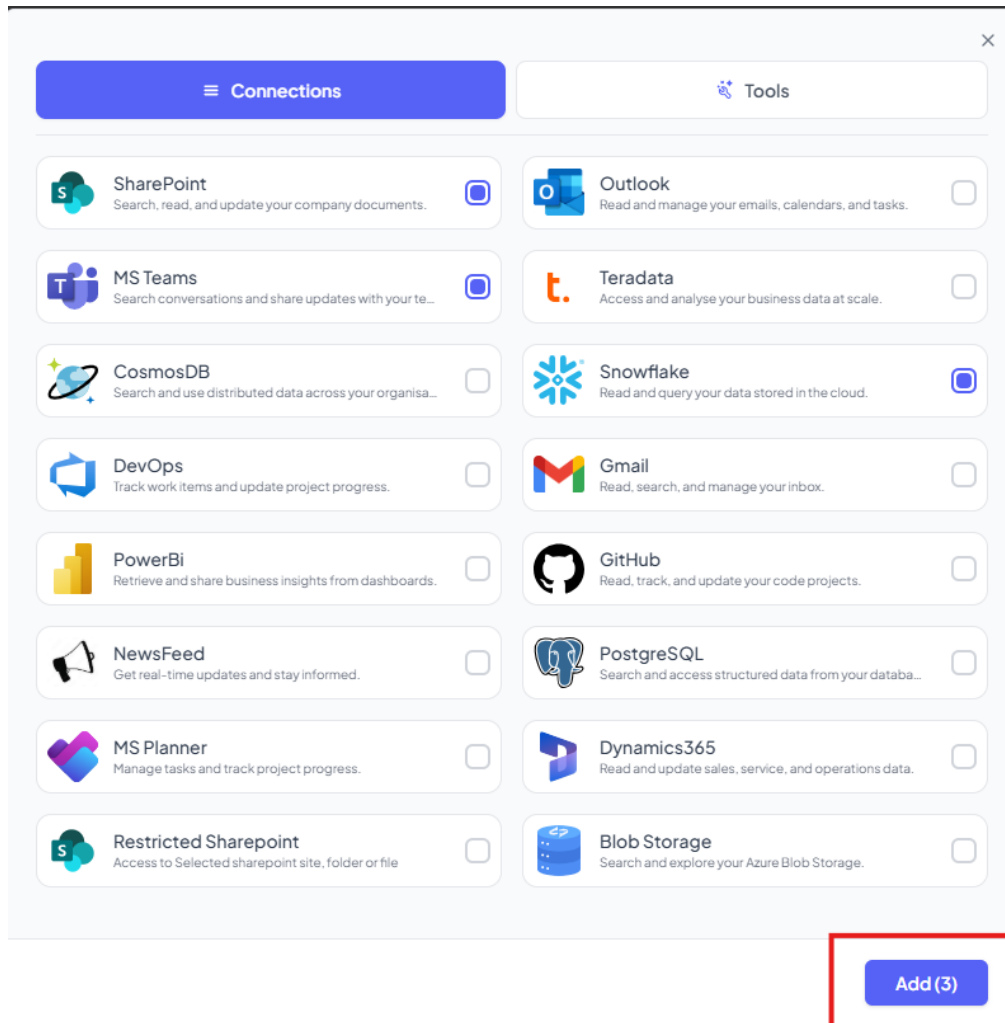 Connections
Tools
SharePoint
Search, read, and update your company documents.
Outlook
Read and manage your emails, calendars, and tasks.
MS Teams
Search conversations and share updates with your te...
Teradata
Access and analyse your business data at scale.
CosmosDB
Search and use distributed data across your organisa...
Snowflake
Read and query your data stored in the cloud.
DevOps
Track work items and update project progress.
Gmail
Read, search, and manage your inbox.
PowerBi
Retrieve and share business insights from dashboards.
GitHub
Read, track, and update your code projects.
NewsFeed
Get real-time updates and stay informed.
PostgreSQL
Search and access structured data from your databa...
MS Planner
Manage tasks and track project progress.
Dynamics365
Read and update sales, service, and operations data.
Restricted Sharepoint
Access to Selected sharepoint site, folder or file
Blob Storage
Search and explore your Azure Blob Storage.
Add (3)